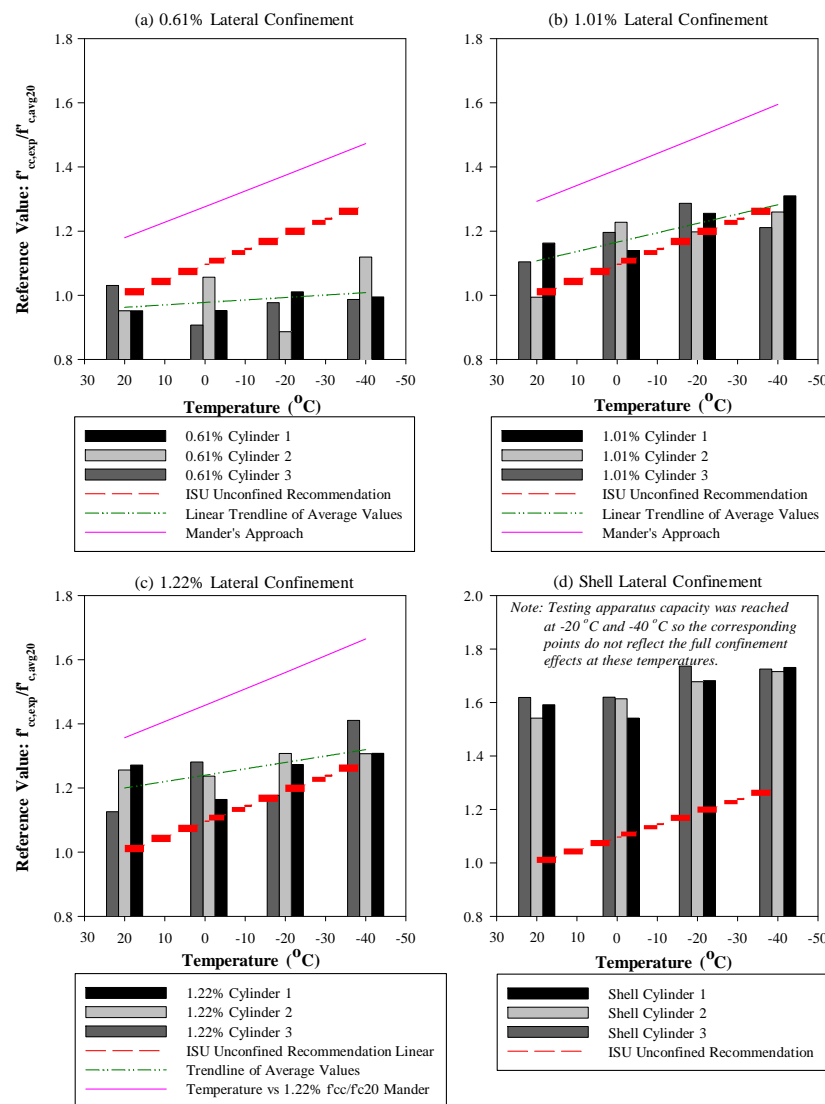 (a) 0.61% Lateral Confinement
Reference Value: f'cc,exp/f'c,avg20
1.8
1.6
1.4
1.2
1.0
0.8
30 20 10 0 -10 -20 -30 -40 -50
Temperature (°C)
0.61% Cylinder 1
0.61% Cylinder 2
0.61% Cylinder 3
ISU Unconfined Recommendation
Linear Trendline of Average Values
Mander's Approach
(b) 1.01% Lateral Confinement
1.8
1.6
1.4
1.2
1.0
0.8
30 20 10 0 -10 -20 -30 -40 -50
Temperature (°C)
1.01% Cylinder 1
1.01% Cylinder 2
1.01% Cylinder 3
ISU Unconfined Recommendation
Linear Trendline of Average Values
Mander's Approach
(c) 1.22% Lateral Confinement
Reference Value: f'cc,exp/f'c,avg20
1.8
1.6
1.4
1.2
1.0
0.8
30 20 10 0 -10 -20 -30 -40 -50
Temperature (°C)
1.22% Cylinder 1
1.22% Cylinder 2
1.22% Cylinder 3
ISU Unconfined Recommendation Linear
Trendline of Average Values
Temperature vs 1.22% f'cc/f'c20 Mander
(d) Shell Lateral Confinement
2.0
1.8
1.6
1.4
1.2
1.0
0.8
Note: Testing apparatus capacity was reached
at -20 °C and -40 °C so the corresponding
points do not reflect the full confinement
effects at these temperatures.
30 20 10 0 -10 -20 -30 -40 -50
Temperature (°C)
Shell Cylinder 1
Shell Cylinder 2
Shell Cylinder 3
ISU Unconfined Recommendation